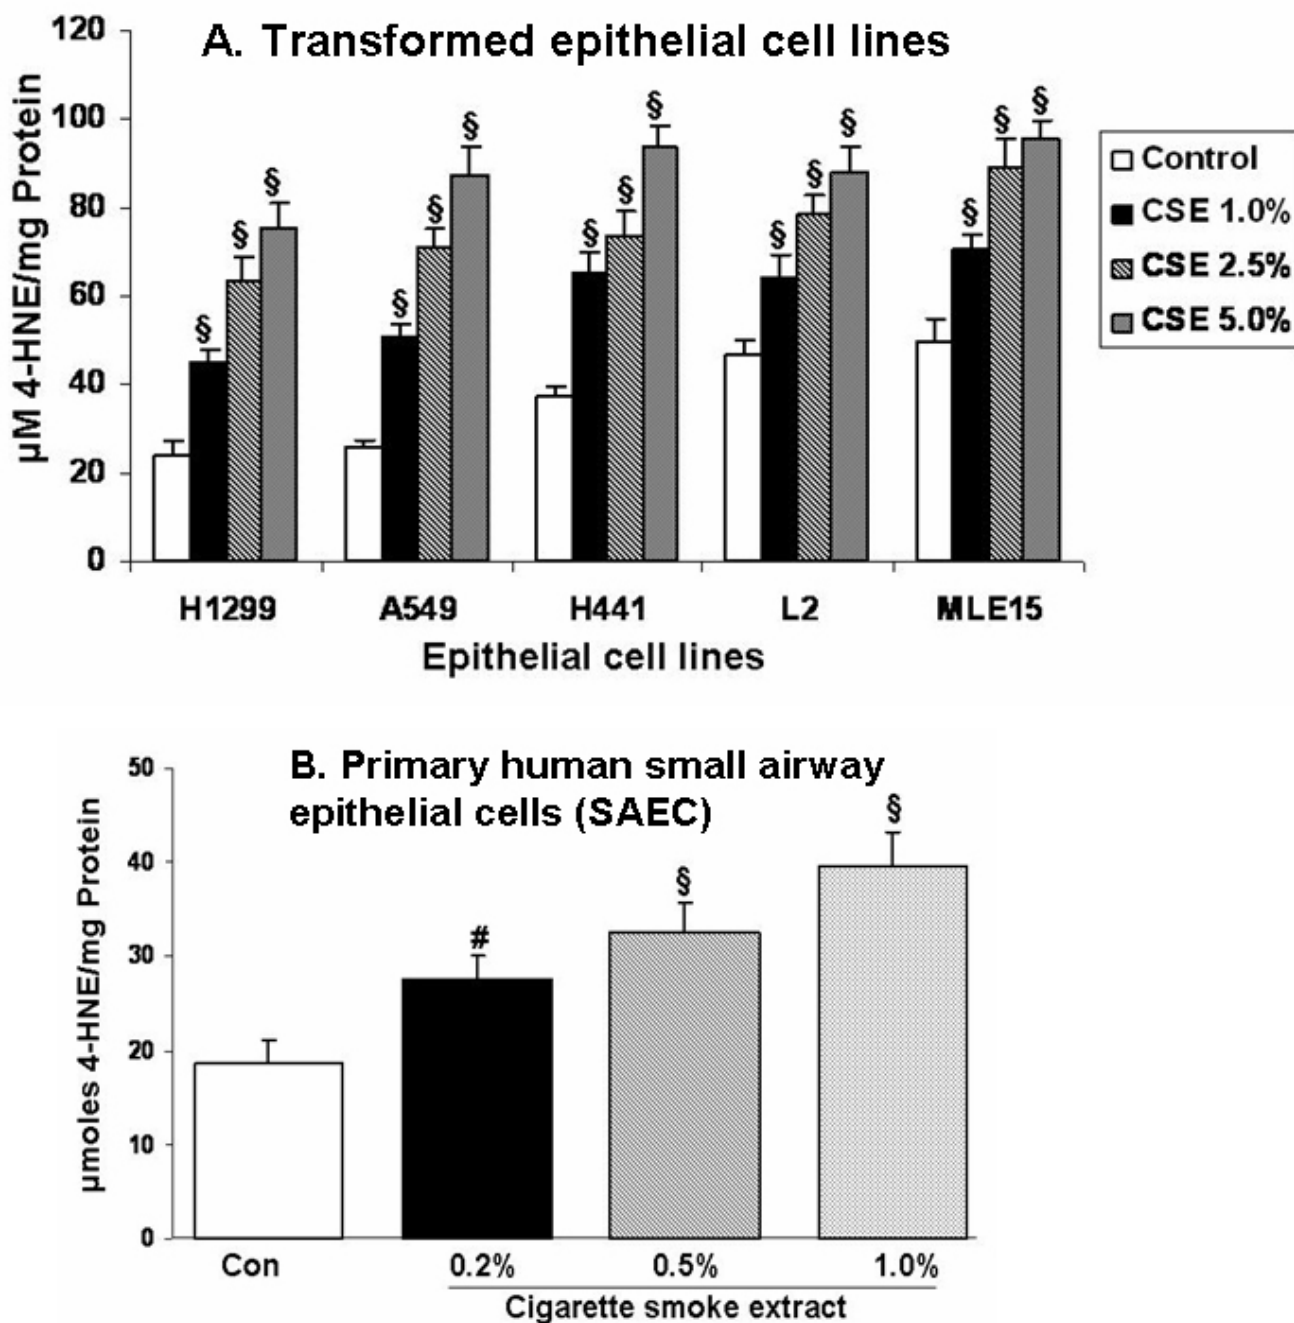 A. Transformed epithelial cell lines
µM 4-HNE/mg Protein
120
100
80
60
40
20
0
§ § §
§ § §
§ § §
§ § §
§ § §
H1299 A549 H441 L2 MLE15
Epithelial cell lines
Control
CSE 1.0%
CSE 2.5%
CSE 5.0%
B. Primary human small airway
epithelial cells (SAEC)
µmoles 4-HNE/mg Protein
50
40
30
20
10
0
# § §
Con 0.2% 0.5% 1.0%
Cigarette smoke extract